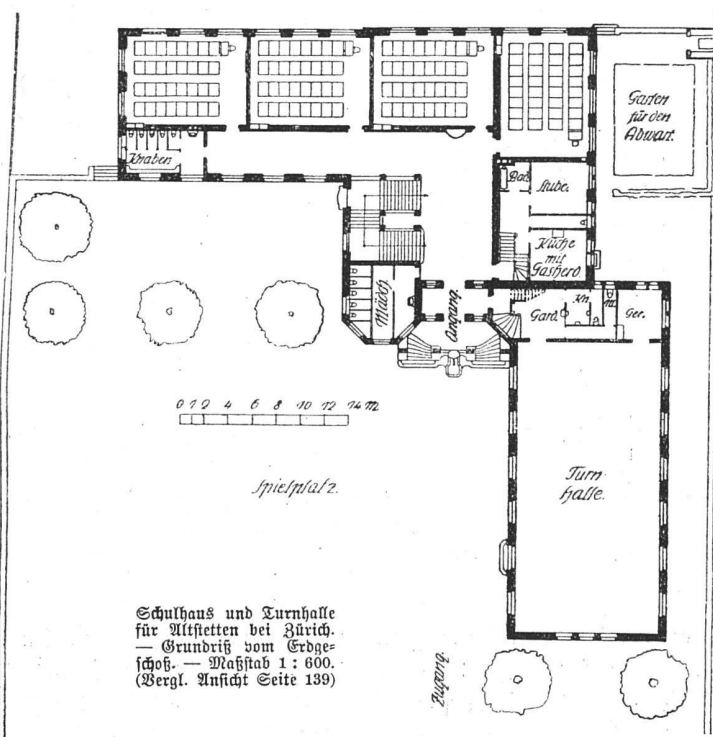 Garten
für den
Abwart.
Knaben
Bad.
Stube.
Küche
mit
Gasherd.
Mädch
Eingang.
Gard.
Kn.
M.
Ger.
0 1 2 4 6 8 10 12 14 m
Spielplatz.
Turn-
halle.
Schulhaus und Turnhalle
für Altstetten bei Zürich.
— Grundriß vom Erdge-
schoß. — Maßstab 1 : 600.
(Vergl. Ansicht Seite 139)
Zugang.